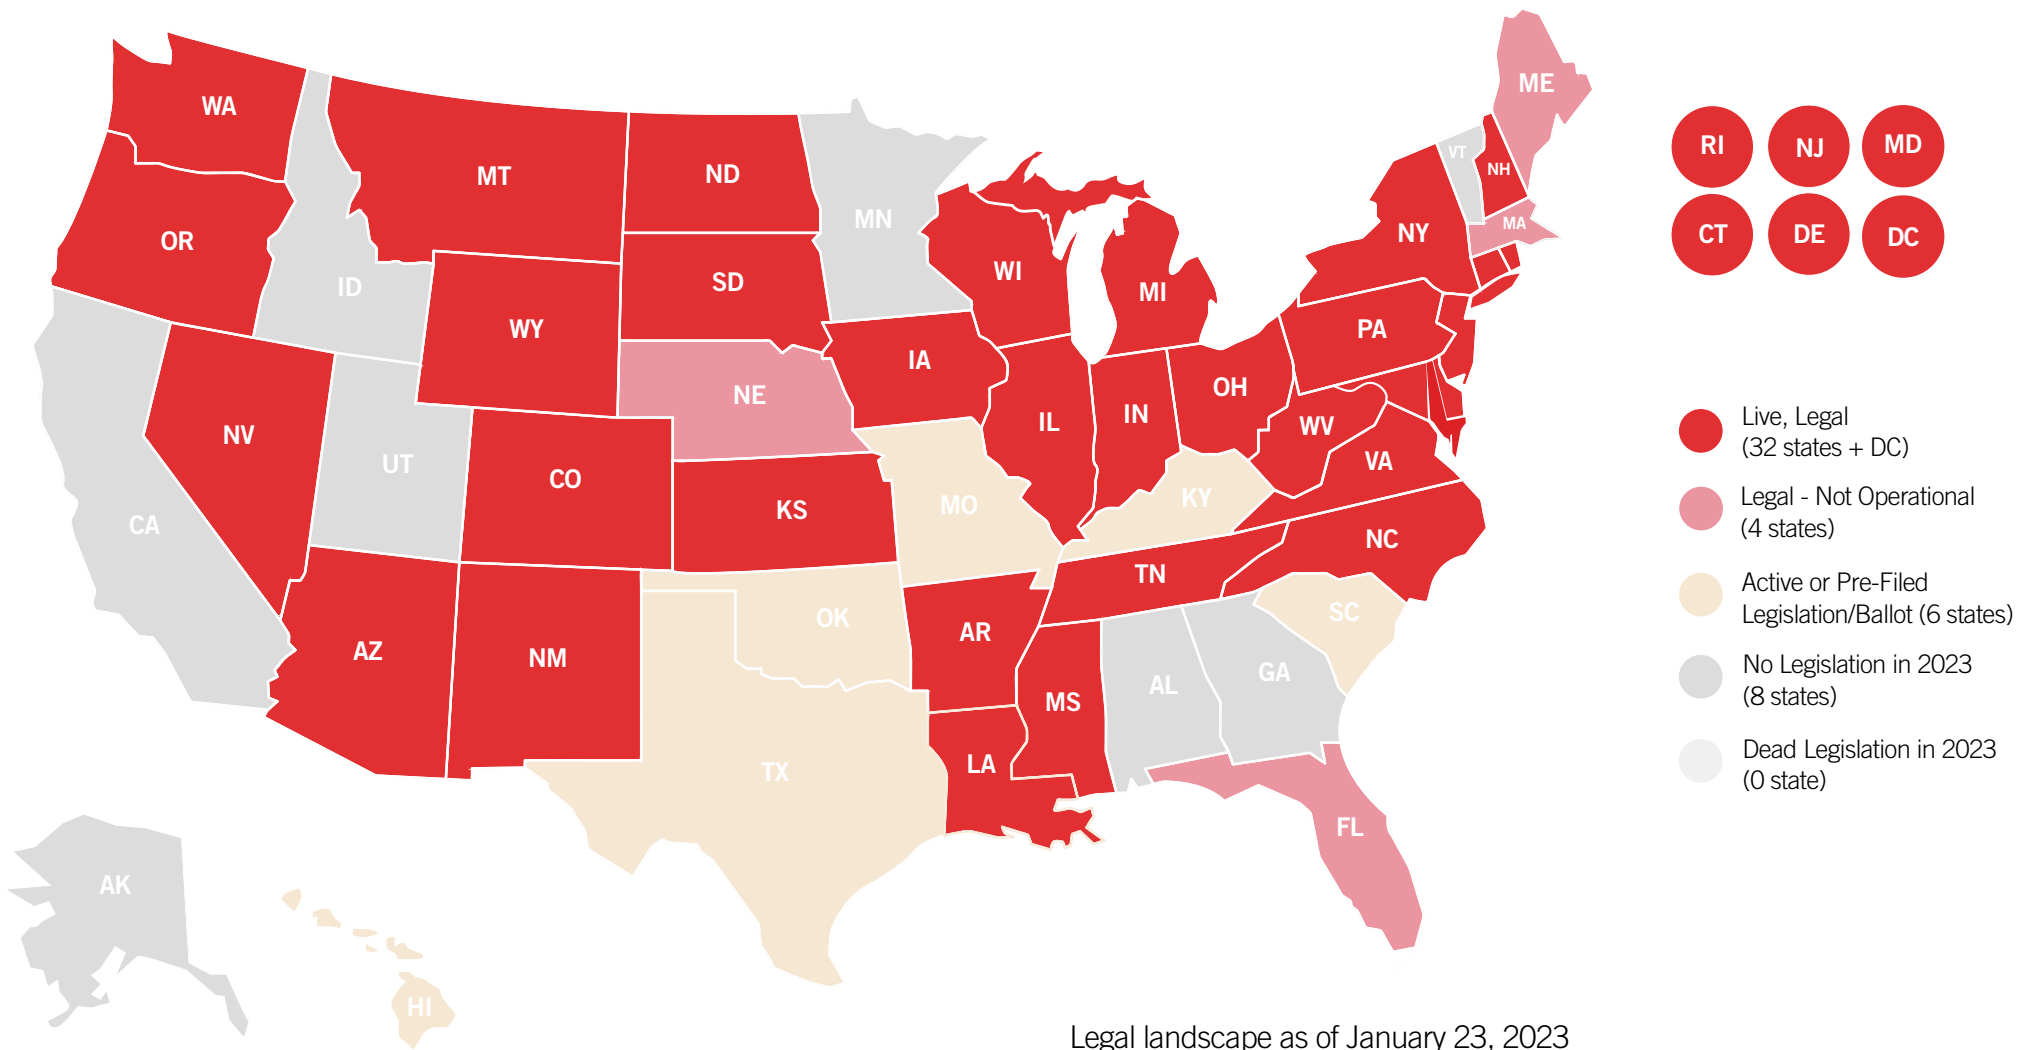 WA
MT
ND
MN
OR
ID
WY
SD
WI
MI
NY
VT
NH
ME
MA
NE
IA
PA
NV
UT
CO
KS
IL
IN
OH
WV
VA
CA
MO
KY
NC
TN
AZ
NM
OK
AR
SC
MS
AL
GA
TX
LA
FL
AK
HI
RI
NJ
MD
CT
DE
DC
Live, Legal
(32 states + DC)
Legal - Not Operational
(4 states)
Active or Pre-Filed
Legislation/Ballot (6 states)
No Legislation in 2023
(8 states)
Dead Legislation in 2023
(0 state)
Legal landscape as of January 23, 2023